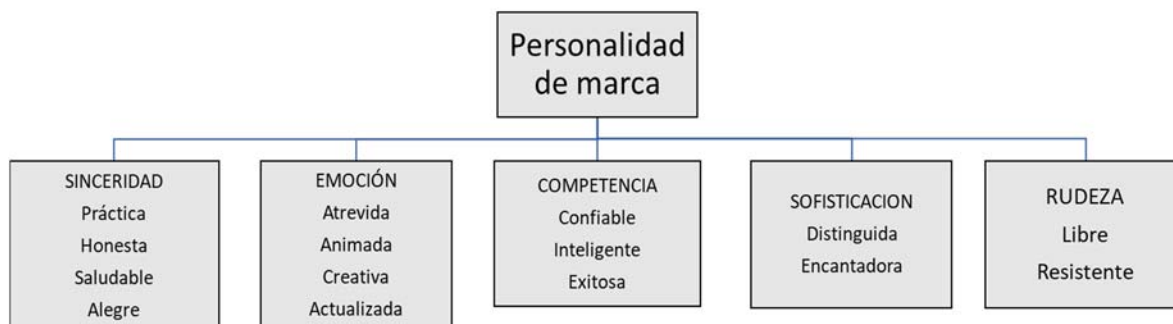 Personalidad
de marca
SINCERIDAD
Práctica
Honesta
Saludable
Alegre
EMOCIÓN
Atrevida
Animada
Creativa
Actualizada
COMPETENCIA
Confiable
Inteligente
Exitosa
SOFISTICACION
Distinguida
Encantadora
RUDEZA
Libre
Resistente